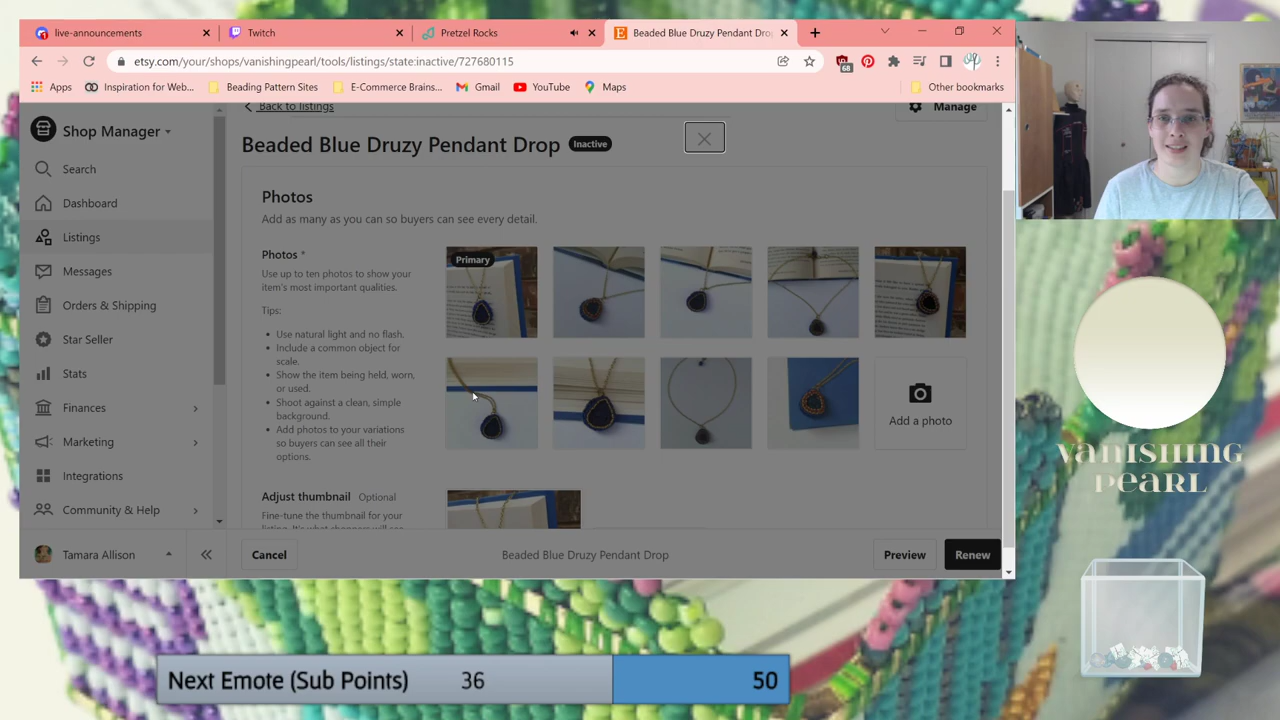 live-announcements
Twitch
Pretzel Rocks
Beaded Blue Druzy Pendant Dro
etsy.com/your/shops/vanishingpearl/tools/listings/state:inactive/727680115
68
Apps
Inspiration for Web...
Beading Pattern Sites
E-Commerce Brains...
Gmail
YouTube
Maps
Other bookmarks
Shop Manager
Search
Dashboard
Listings
Messages
Orders & Shipping
Star Seller
Stats
Finances
Marketing
Integrations
Community & Help
Tamara Allison
Back to listings
Manage
Beaded Blue Druzy Pendant Drop
Inactive
Photos
Add as many as you can so buyers can see every detail.
Photos *
Use up to ten photos to show your
item's most important qualities.
Tips:
• Use natural light and no flash.
• Include a common object for
scale.
• Show the item being held, worn,
or used.
• Shoot against a clean, simple
background.
• Add photos to your variations
so buyers can see all their
options.
Primary
Add a photo
Adjust thumbnail Optional
Fine-tune the thumbnail for your
Cancel
Beaded Blue Druzy Pendant Drop
Preview
Renew
VANISHING
PEARL
Next Emote (Sub Points) 36 50